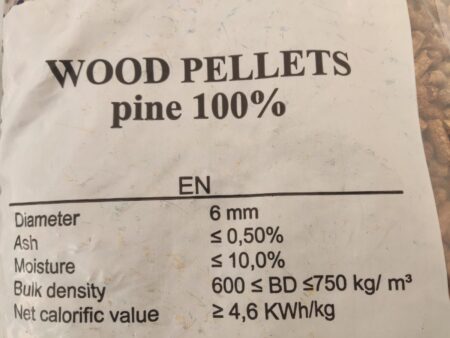 WOOD PELLETS
pine 100%
EN
Diameter 6 mm
Ash ≤ 0,50%
Moisture ≤ 10,0%
Bulk density 600 ≤ BD ≤750 kg/ m³
Net calorific value ≥ 4,6 KWh/kg